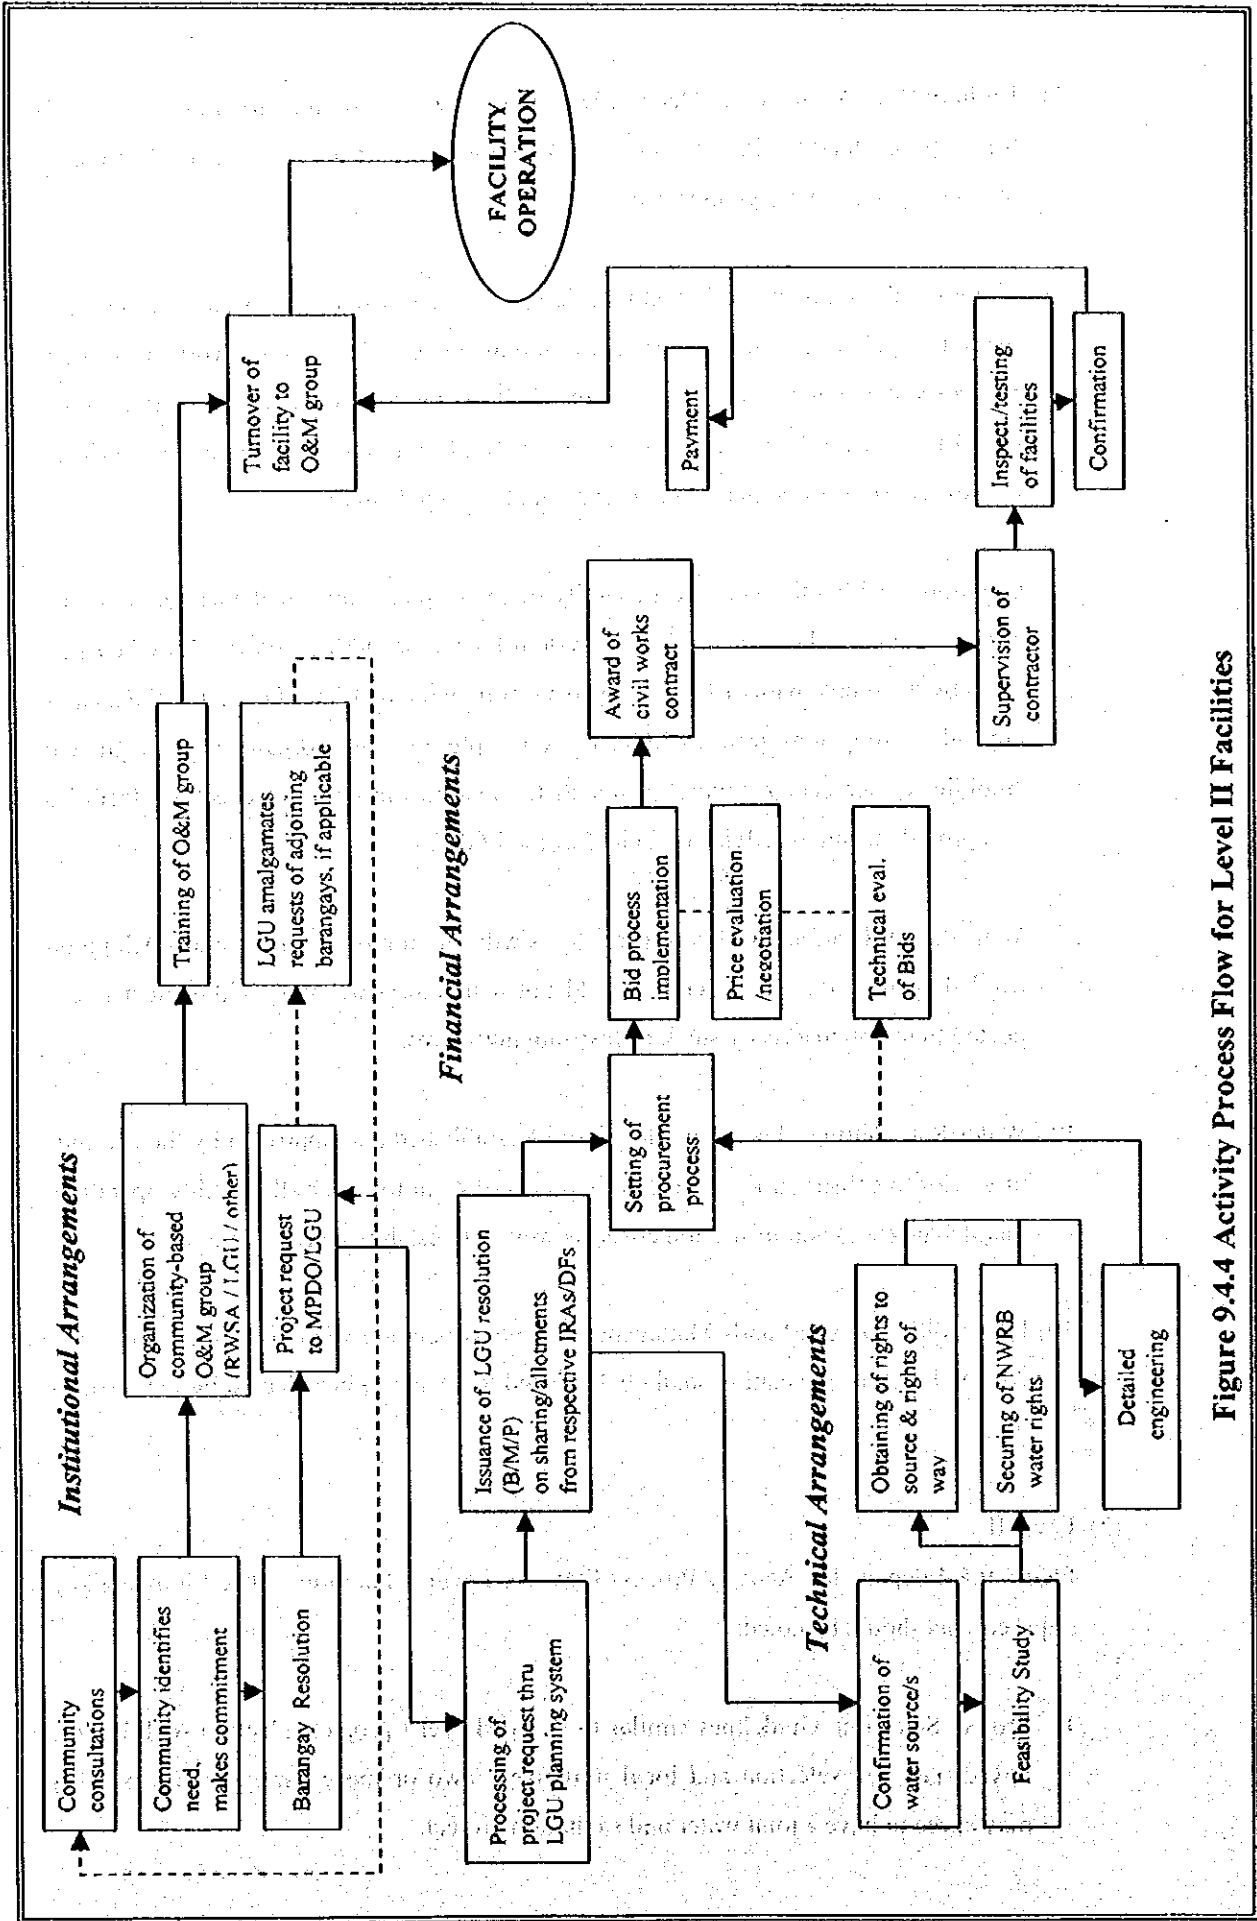 Institutional Arrangements
Community
consultations
Community identifies
need,
makes commitment
Barangay Resolution
Organization of
community-based
O&M group
(RWSA / LGU / other)
Project request
to MPDO/LGU
Training of O&M group
LGU amalgamates
requests of adjoining
barangays, if applicable
Turnover of
facility to
O&M group
FACILITY
OPERATION
Financial Arrangements
Processing of
project request thru
LGU planning system
Issuance of LGU resolution
(B/M/P)
on sharing/allotments
from respective IRAs/DFs
Setting of
procurement
process
Bid process
implementation
Price evaluation
/negotiation
Technical eval.
of Bids
Award of
civil works
contract
Payment
Technical Arrangements
Confirmation of
water source/s
Feasibility Study
Obtaining of rights to
source & rights of
way
Securing of NWRB
water rights
Detailed
engineering
Supervision of
contractor
Inspect./testing
of facilities
Confirmation
Figure 9.4.4 Activity Process Flow for Level II Facilities